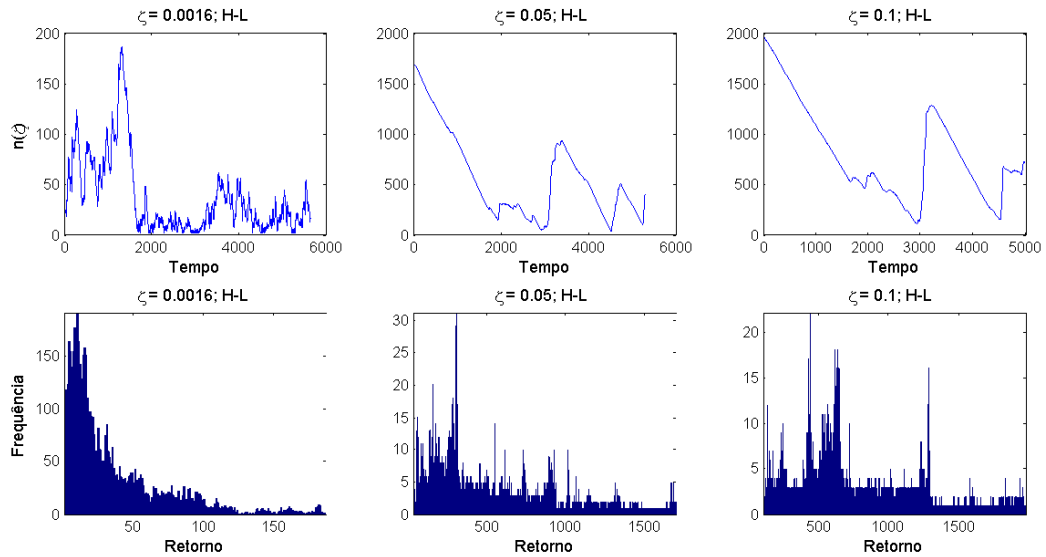 ζ = 0.0016; H-L
ζ = 0.05; H-L
ζ = 0.1; H-L
n(ζ)
200
150
100
50
0
0 2000 4000 6000
Tempo
2000
1500
1000
500
0
0 2000 4000 6000
Tempo
2000
1500
1000
500
0
0 1000 2000 3000 4000 5000
Tempo
ζ = 0.0016; H-L
ζ = 0.05; H-L
ζ = 0.1; H-L
Frequência
150
100
50
0
50 100 150
Retorno
30
25
20
15
10
5
0
500 1000 1500
Retorno
20
15
10
5
0
500 1000 1500
Retorno